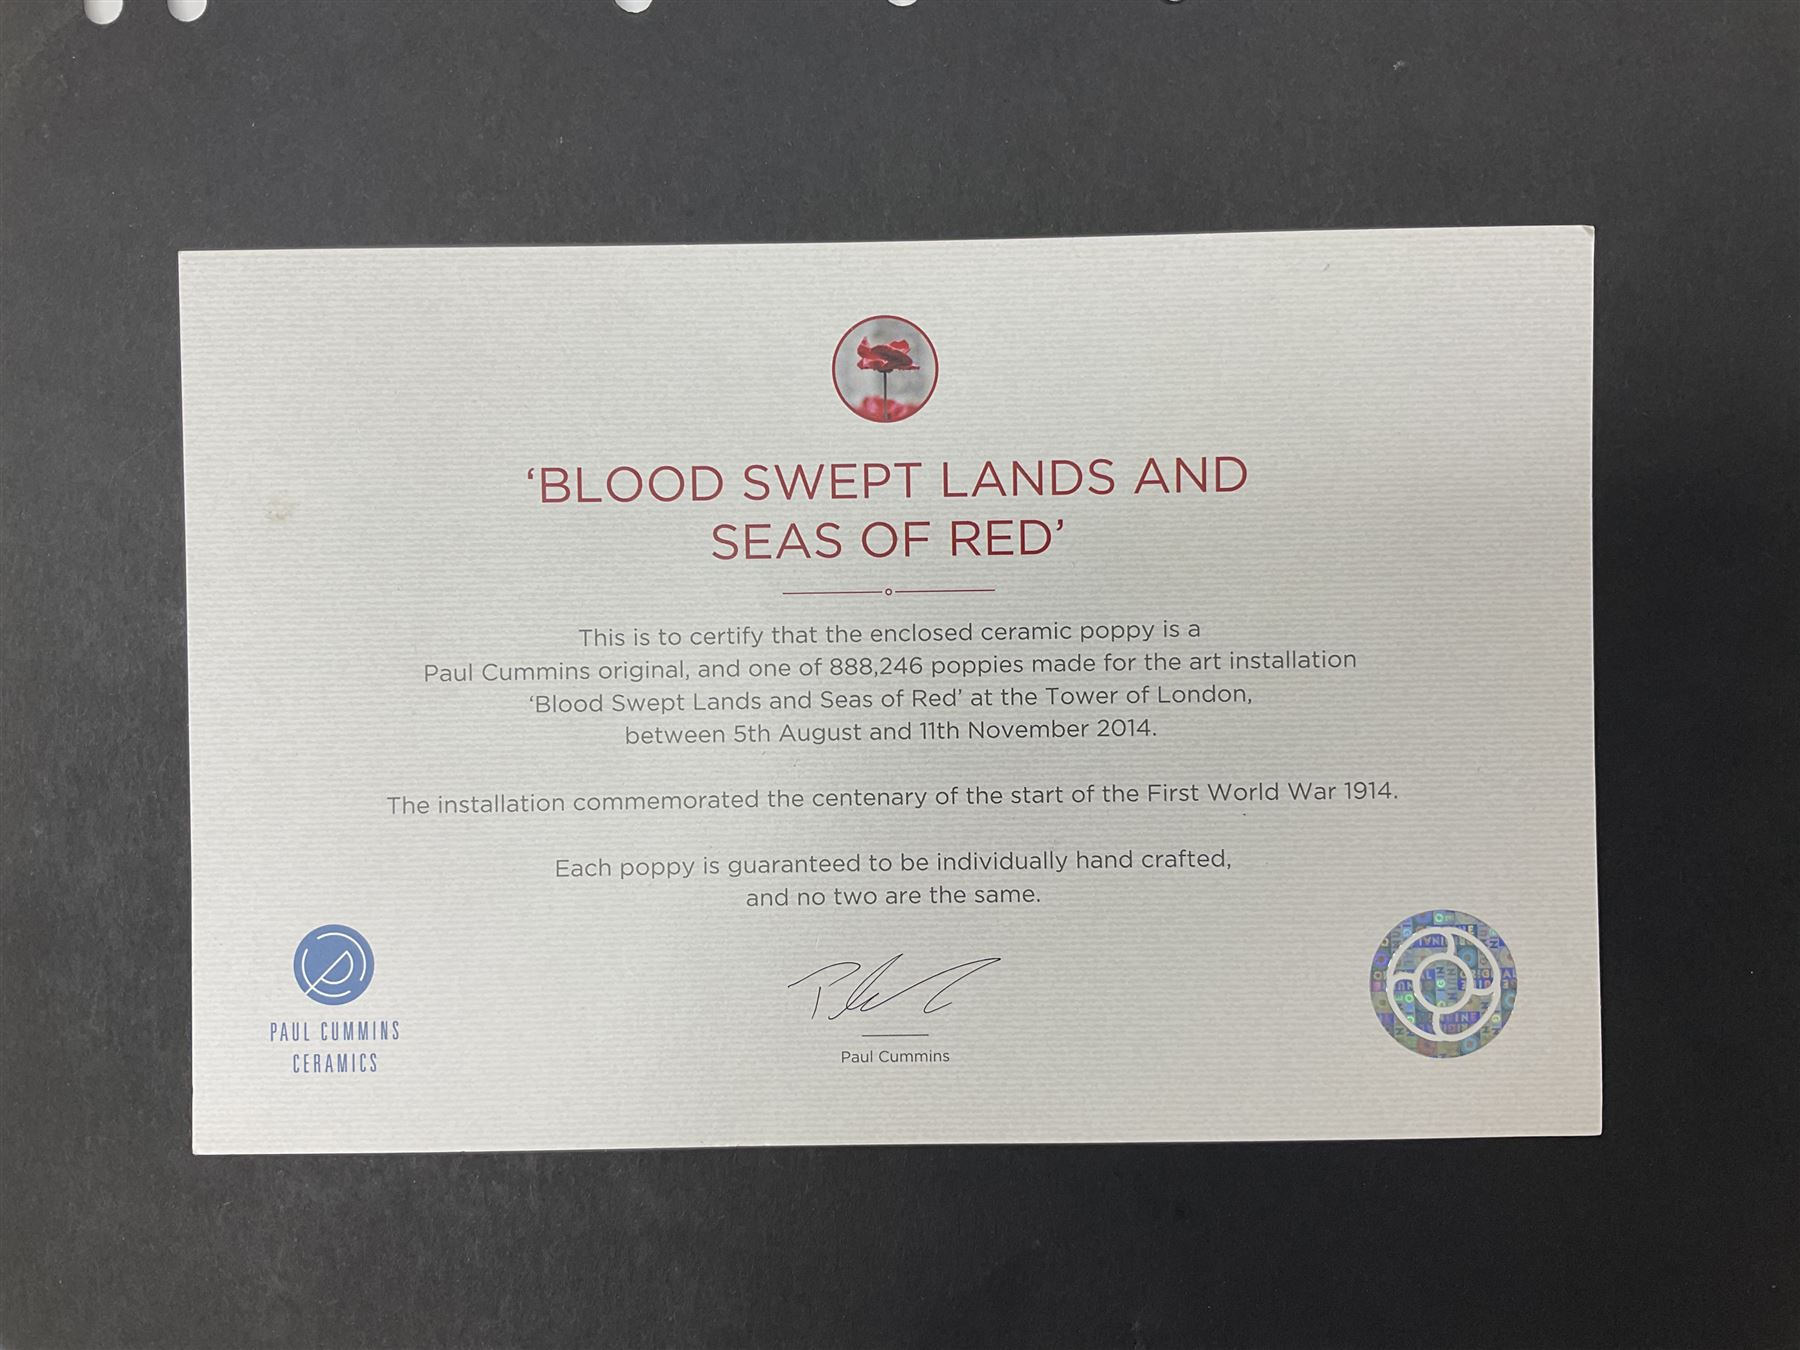 ‘BLOOD SWEPT LANDS AND
SEAS OF RED’
This is to certify that the enclosed ceramic poppy is a
Paul Cummins original, and one of 888,246 poppies made for the art installation
‘Blood Swept Lands and Seas of Red’ at the Tower of London,
between 5th August and 11th November 2014.
The installation commemorated the centenary of the start of the First World War 1914.
Each poppy is guaranteed to be individually hand crafted,
and no two are the same.
PAUL CUMMINS
CERAMICS
Paul Cummins